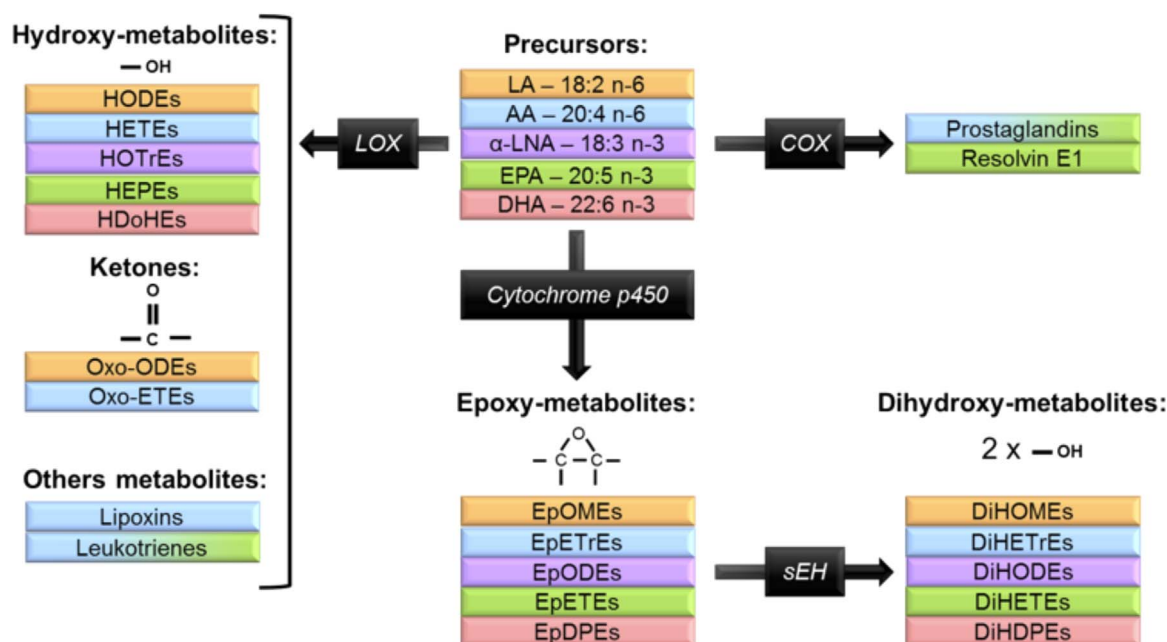 Hydroxy-metabolites:
— OH
HODEs
HETEs
HOTrEs
HEPEs
HDoHEs
Ketones:
O
C
Oxo-ODEs
Oxo-ETEs
Others metabolites:
Lipoxins
Leukotrienes
LOX
Precursors:
LA – 18:2 n-6
AA – 20:4 n-6
α-LNA – 18:3 n-3
EPA – 20:5 n-3
DHA – 22:6 n-3
COX
Prostaglandins
Resolvin E1
Cytochrome p450
Epoxy-metabolites:
O
C C
EpOMEs
EpETrEs
EpODEs
EpETEs
EpDPEs
sEH
Dihydroxy-metabolites:
2 x — OH
DiHOMEs
DiHETrEs
DiHODEs
DiHETEs
DiHDPEs